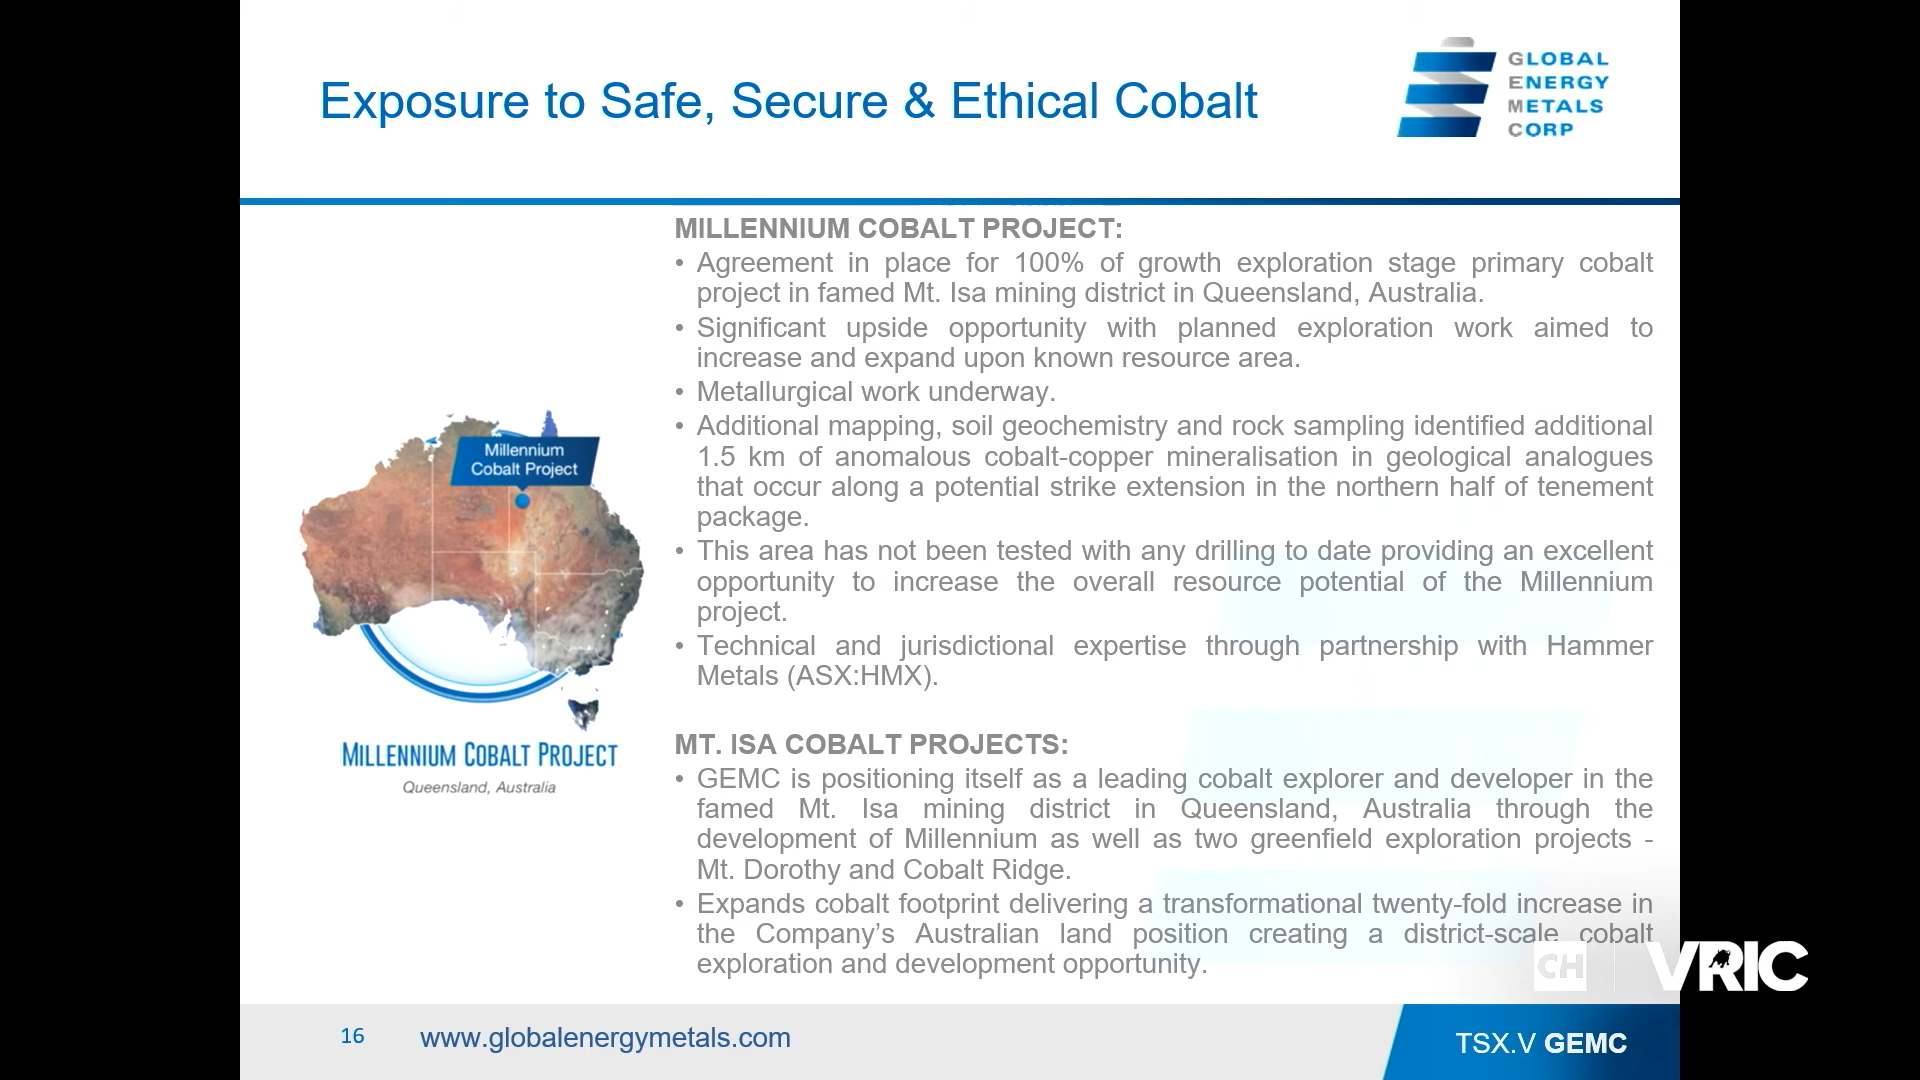 Exposure to Safe, Secure & Ethical Cobalt
GLOBAL
ENERGY
METALS
CORP
MILLENNIUM COBALT PROJECT:
• Agreement in place for 100% of growth exploration stage primary cobalt
project in famed Mt. Isa mining district in Queensland, Australia.
• Significant upside opportunity with planned exploration work aimed to
increase and expand upon known resource area.
• Metallurgical work underway.
• Additional mapping, soil geochemistry and rock sampling identified additional
1.5 km of anomalous cobalt-copper mineralisation in geological analogues
that occur along a potential strike extension in the northern half of tenement
package.
• This area has not been tested with any drilling to date providing an excellent
opportunity to increase the overall resource potential of the Millennium
project.
• Technical and jurisdictional expertise through partnership with Hammer
Metals (ASX:HMX).
Millennium
Cobalt Project
MILLENNIUM COBALT PROJECT
Queensland, Australia
MT. ISA COBALT PROJECTS:
• GEMC is positioning itself as a leading cobalt explorer and developer in the
famed Mt. Isa mining district in Queensland, Australia through the
development of Millennium as well as two greenfield exploration projects -
Mt. Dorothy and Cobalt Ridge.
• Expands cobalt footprint delivering a transformational twenty-fold increase in
the Company’s Australian land position creating a district-scale cobalt
exploration and development opportunity.
CH VRIC
16 www.globalenergymetals.com
TSX.V GEMC